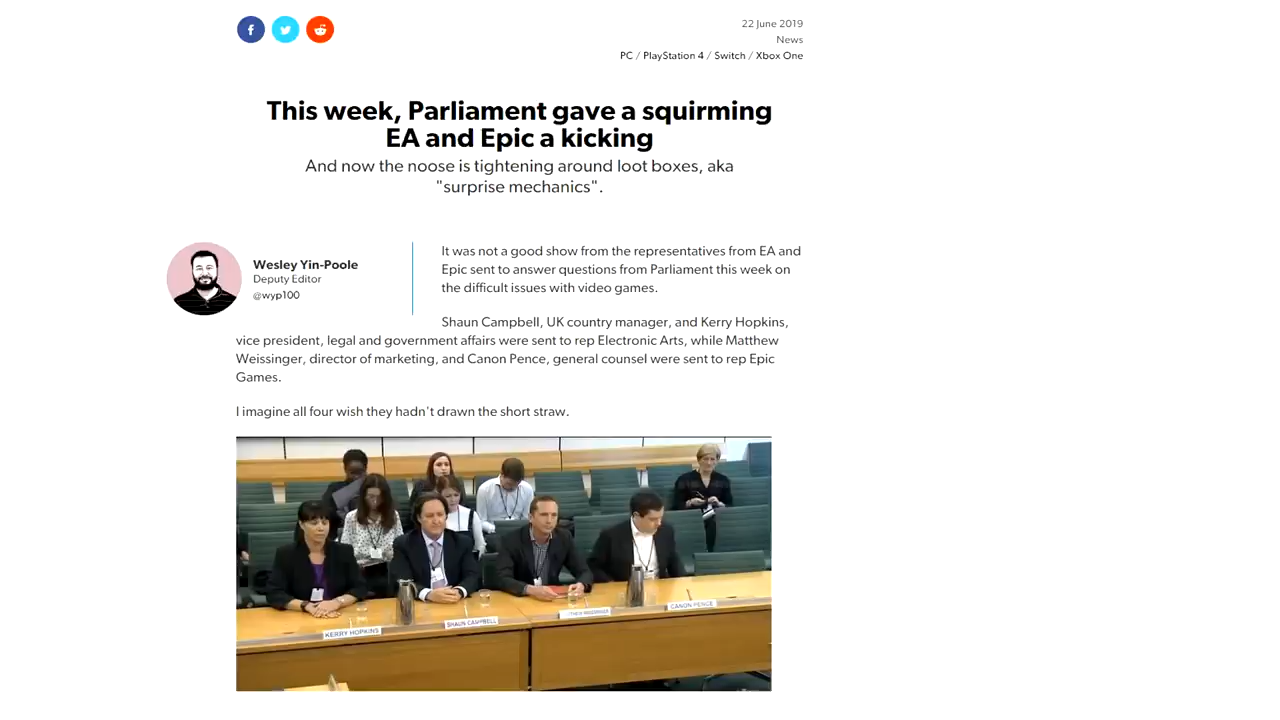 22 June 2019
News
PC / PlayStation 4 / Switch / Xbox One
This week, Parliament gave a squirming
EA and Epic a kicking
And now the noose is tightening around loot boxes, aka
"surprise mechanics".
Wesley Yin-Poole
Deputy Editor
@wyp100
It was not a good show from the representatives from EA and
Epic sent to answer questions from Parliament this week on
the difficult issues with video games.
Shaun Campbell, UK country manager, and Kerry Hopkins,
vice president, legal and government affairs were sent to rep Electronic Arts, while Matthew
Weissinger, director of marketing, and Canon Pence, general counsel were sent to rep Epic
Games.
I imagine all four wish they hadn't drawn the short straw.
KERRY HOPKINS
SHAUN CAMPBELL
CANON PENCE